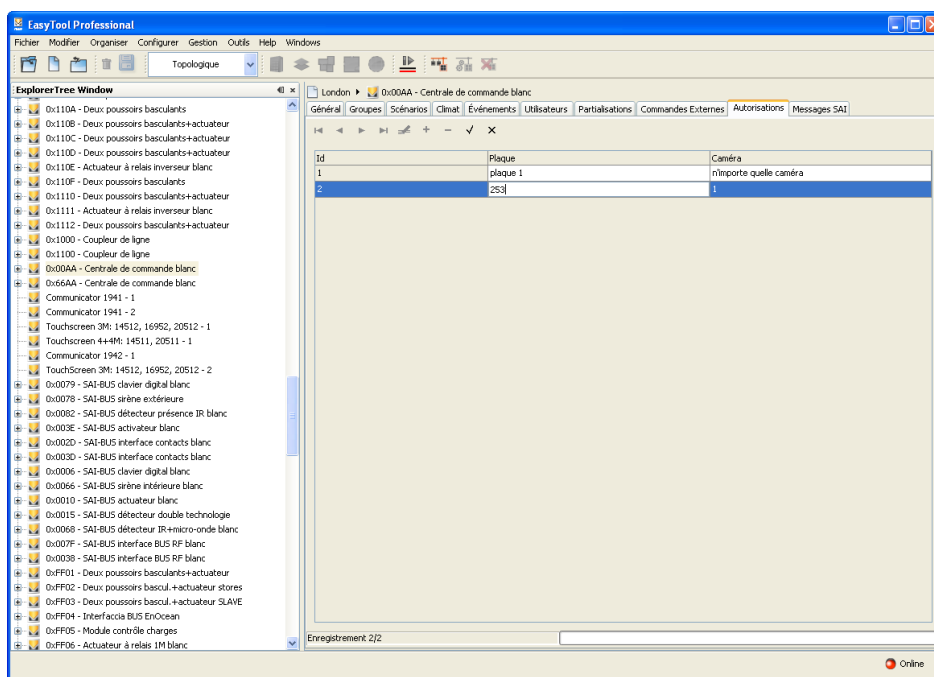 EasyTool Professional
Fichier Modifier Organiser Configurer Gestion Outils Help Windows
Topologique
ExplorerTree Window
0x110A - Deux poussoirs basculants
0x110B - Deux poussoirs basculants+actuateur
0x110C - Deux poussoirs basculants+actuateur
0x110D - Deux poussoirs basculants+actuateur
0x110E - Actuateur à relais inverseur blanc
0x110F - Deux poussoirs basculants
0x1110 - Deux poussoirs basculants+actuateur
0x1111 - Actuateur à relais inverseur blanc
0x1112 - Deux poussoirs basculants+actuateur
0x1000 - Coupleur de ligne
0x1100 - Coupleur de ligne
0x00AA - Centrale de commande blanc
0x66AA - Centrale de commande blanc
Communicator 1941 - 1
Communicator 1941 - 2
Touchscreen 3M: 14512, 16952, 20512 - 1
Touchscreen 4+4M: 14511, 20511 - 1
Communicator 1942 - 1
TouchScreen 3M: 14512, 16952, 20512 - 2
0x0079 - SAI-BUS clavier digital blanc
0x0078 - SAI-BUS sirène extérieure
0x0082 - SAI-BUS détecteur présence IR blanc
0x003E - SAI-BUS activateur blanc
0x002D - SAI-BUS interface contacts blanc
0x003D - SAI-BUS interface contacts blanc
0x0006 - SAI-BUS clavier digital blanc
0x0066 - SAI-BUS sirène intérieure blanc
0x0010 - SAI-BUS actuateur blanc
0x0015 - SAI-BUS détecteur double technologie
0x0068 - SAI-BUS détecteur IR+micro-onde blanc
0x007F - SAI-BUS interface BUS RF blanc
0x0038 - SAI-BUS interface BUS RF blanc
0xFF01 - Deux poussoirs basculants+actuateur
0xFF02 - Deux poussoirs bascul.+actuateur stores
0xFF03 - Deux poussoirs bascul.+actuateur SLAVE
0xFF04 - Interfaccia BUS EnOcean
0xFF05 - Module contrôle charges
0xFF06 - Actuateur à relais 1M blanc
London 0x00AA - Centrale de commande blanc
Général Groupes Scénarios Climat Événements Utilisateurs Partialisations Commandes Externes Autorisations Messages SAI
Id Plaque Caméra
1 plaque 1 n'importe quelle caméra
2 253 1
Enregistrement 2/2
Online